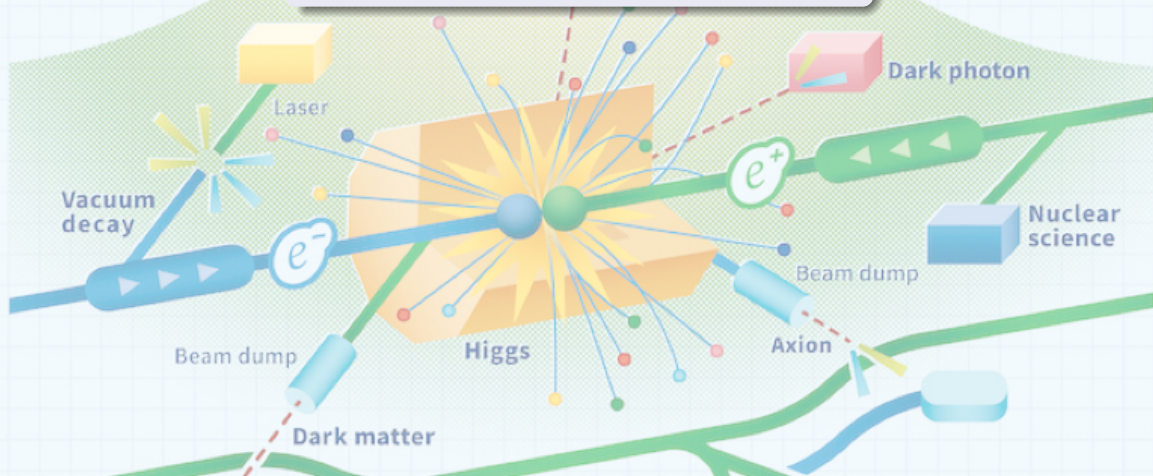 Dark photon
Laser
e+
Vacuum
decay
Nuclear
science
e−
Beam dump
Axion
Higgs
Beam dump
Dark matter